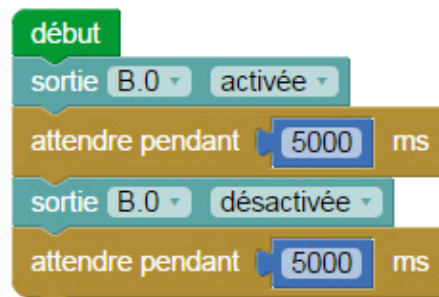 début
sortie B.0 activée
attendre pendant 5000 ms
sortie B.0 désactivée
attendre pendant 5000 ms